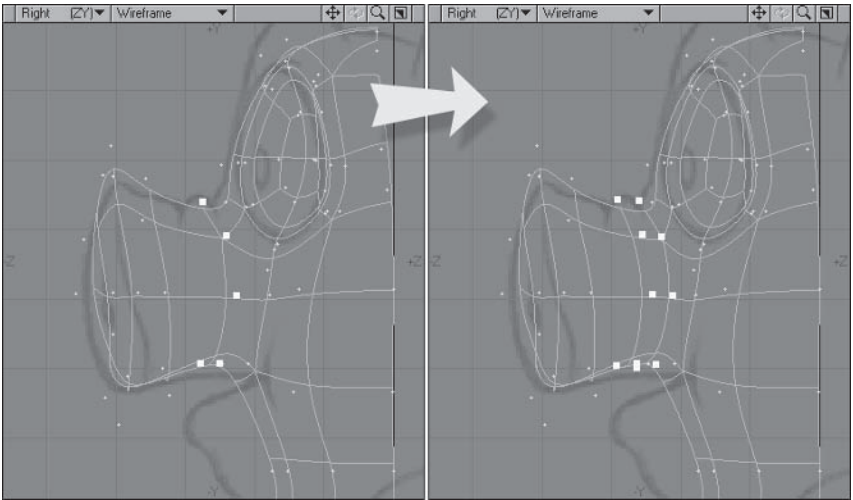 Right (ZY) Wireframe
Right (ZY) Wireframe
+Y
+Y
-Z
+Z
-Z
+Z
-Y
-Y